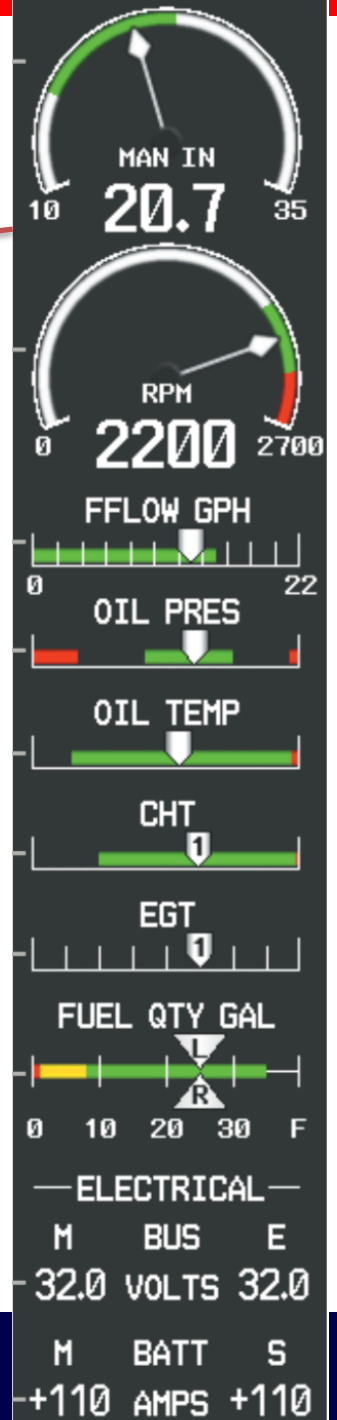 MAN IN
10 20.7 35
RPM
0 2200 2700
FFLOW GPH
0 22
OIL PRES
OIL TEMP
CHT
1
EGT
1
FUEL QTY GAL
L
R
0 10 20 30 F
ELECTRICAL
M BUS E
32.0 VOLTS 32.0
M BATT S
+110 AMPS +110